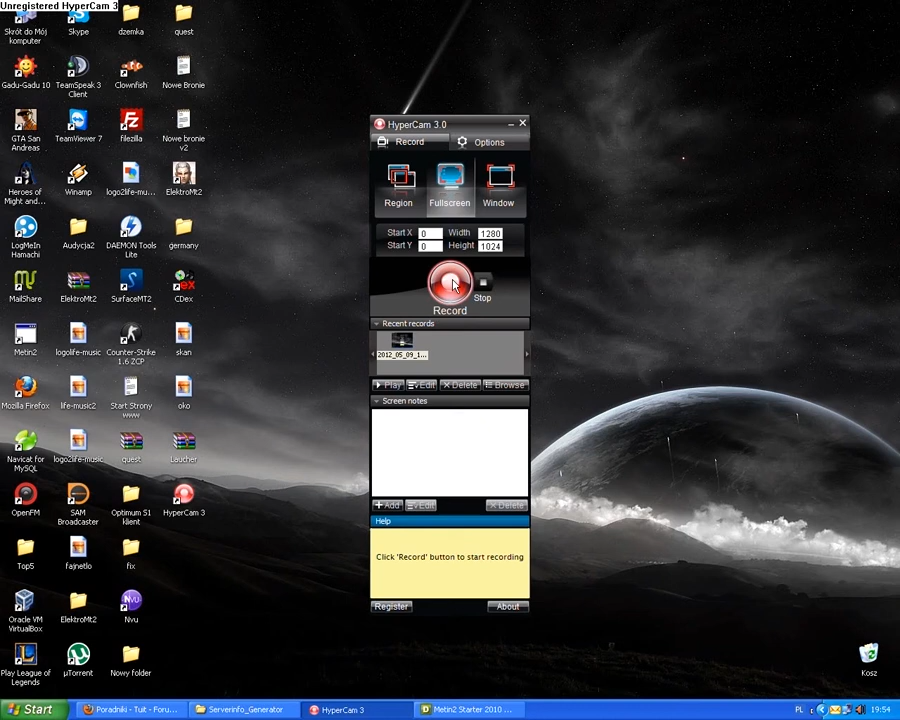 Unregistered HyperCam 3
Skrót do Mój
komputer
Skype
dzemka
quest
Gadu-Gadu 10
TeamSpeak 3
Client
Clownfish
Nowe Bronie
GTA San
Andreas
TeamViewer 7
filezilla
Nowe bronie
v2
Heroes of
Might and...
Winamp
logo2life-mu...
ElektroMt2
LogMeIn
Hamachi
Audycja2
DAEMON Tools
Lite
germany
MailShare
ElektroMt2
SurfaceMT2
CDex
Metin2
logolife-music
Counter-Strike
1.6 ZCP
skan
Mozilla Firefox
life-music2
Start Strony
www
oko
Navicat for
MySQL
logo2life-music
quest
Laucher
OpenFM
SAM
Broadcaster
Optimum S1
klient
HyperCam 3
Top5
fajnetlo
fix
Oracle VM
VirtualBox
ElektroMt2
Nvu
Play League of
Legends
µTorrent
Nowy folder
Kosz
HyperCam 3.0
Record
Options
Region
Fullscreen
Window
Start X 0 Width 1280
Start Y 0 Height 1024
Stop
Record
Recent records
2012_05_09_1...
Play Edit Delete Browse
Screen notes
Add Edit Delete
Help
Click 'Record' button to start recording
Register About
Start
Poradniki - Tuit - Foru...
Serverinfo_Generator
HyperCam 3
Metin2 Starter 2010 ...
PL
19:54